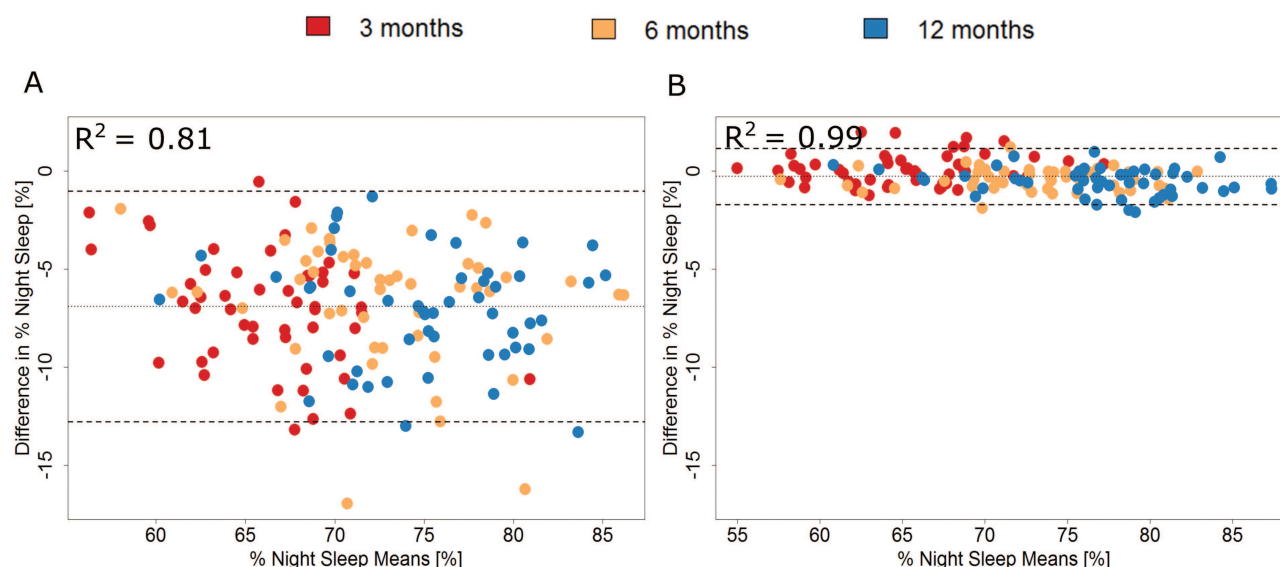 3 months 6 months 12 months
A
B
R² = 0.81
R² = 0.99
Difference in % Night Sleep [%]
0
-5
-10
-15
60 65 70 75 80 85
% Night Sleep Means [%]
Difference in % Night Sleep [%]
0
-5
-10
-15
55 60 65 70 75 80 85
% Night Sleep Means [%]